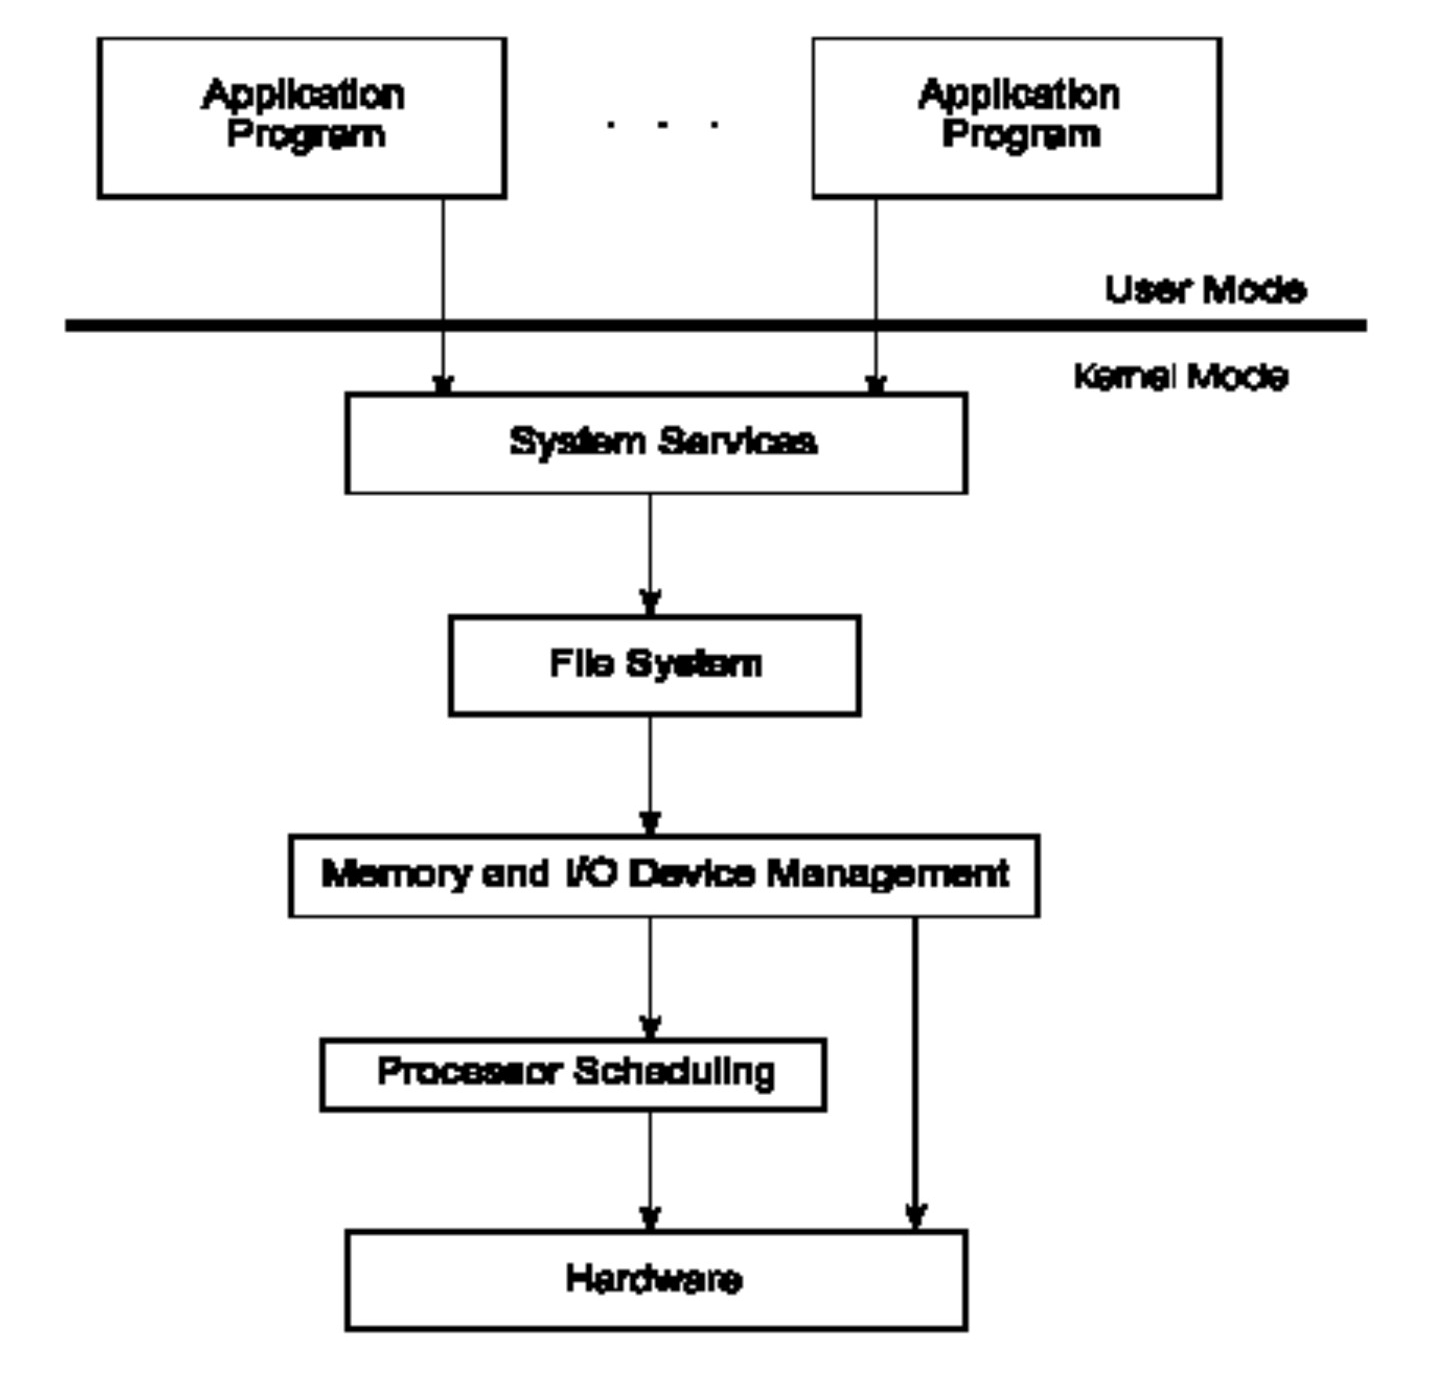 Application
Program
. . .
Application
Program
User Mode
Kernel Mode
System Services
File System
Memory and I/O Device Management
Processor Scheduling
Hardware